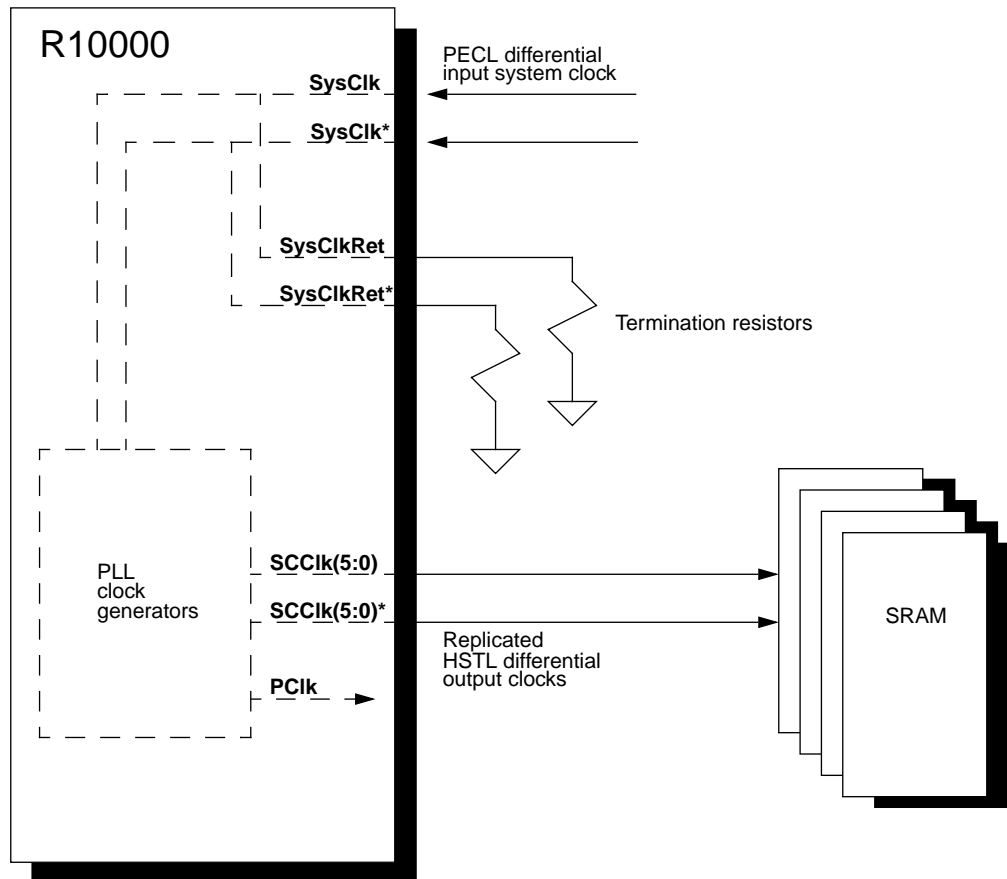 R10000
PECL differential
input system clock
SysClk
SysClk*
SysClkRet
SysClkRet*
Termination resistors
PLL
clock
generators
SCClk(5:0)
SCClk(5:0)*
PClk
Replicated
HSTL differential
output clocks
SRAM